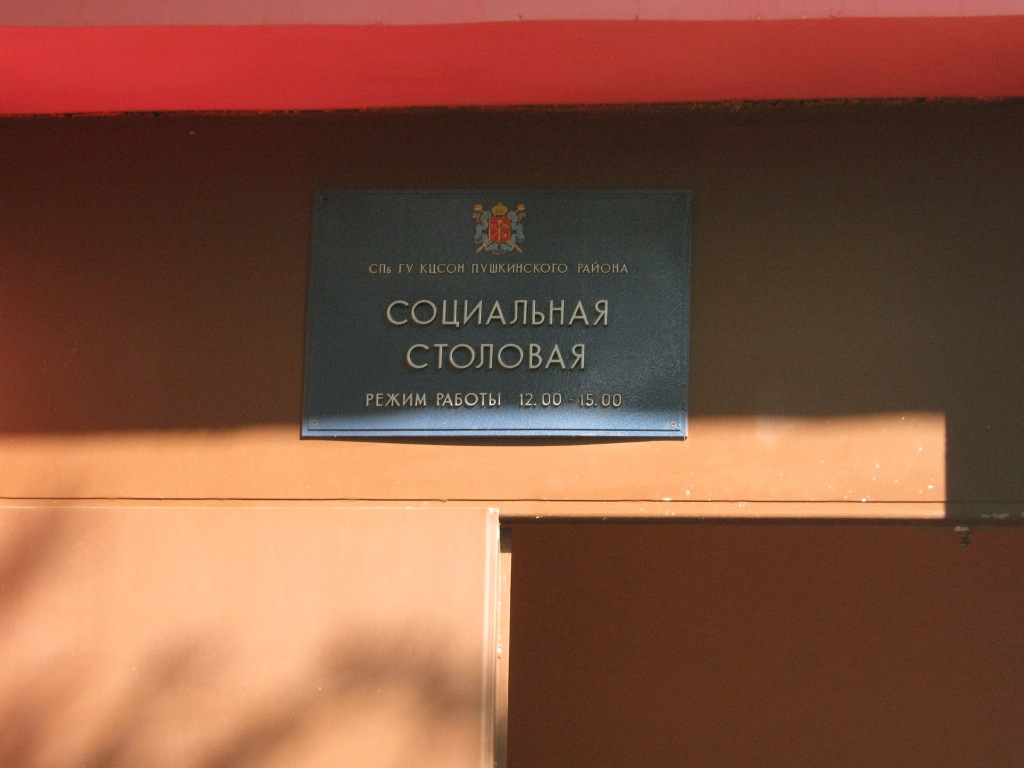 СПб ГУ КЦСОН ПУШКИНСКОГО РАЙОНА
СОЦИАЛЬНАЯ
СТОЛОВАЯ
РЕЖИМ РАБОТЫ 12.00 - 15.00